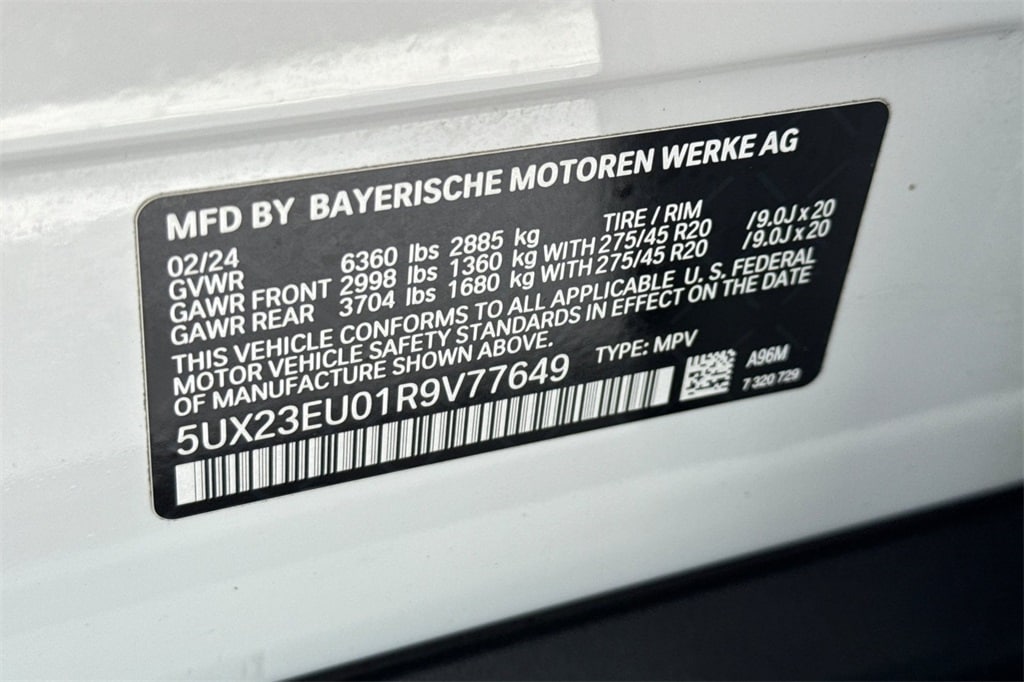 MFD BY BAYERISCHE MOTOREN WERKE AG
02/24 TIRE / RIM
GVWR 6360 lbs 2885 kg
GAWR FRONT 2998 lbs 1360 kg WITH 275/45 R20 /9.0J x 20
GAWR REAR 3704 lbs 1680 kg WITH 275/45 R20 /9.0J x 20
THIS VEHICLE CONFORMS TO ALL APPLICABLE U. S. FEDERAL
MOTOR VEHICLE SAFETY STANDARDS IN EFFECT ON THE DATE
OF MANUFACTURE SHOWN ABOVE.
5UX23EU01R9V77649 TYPE: MPV
A96M
7 320 729